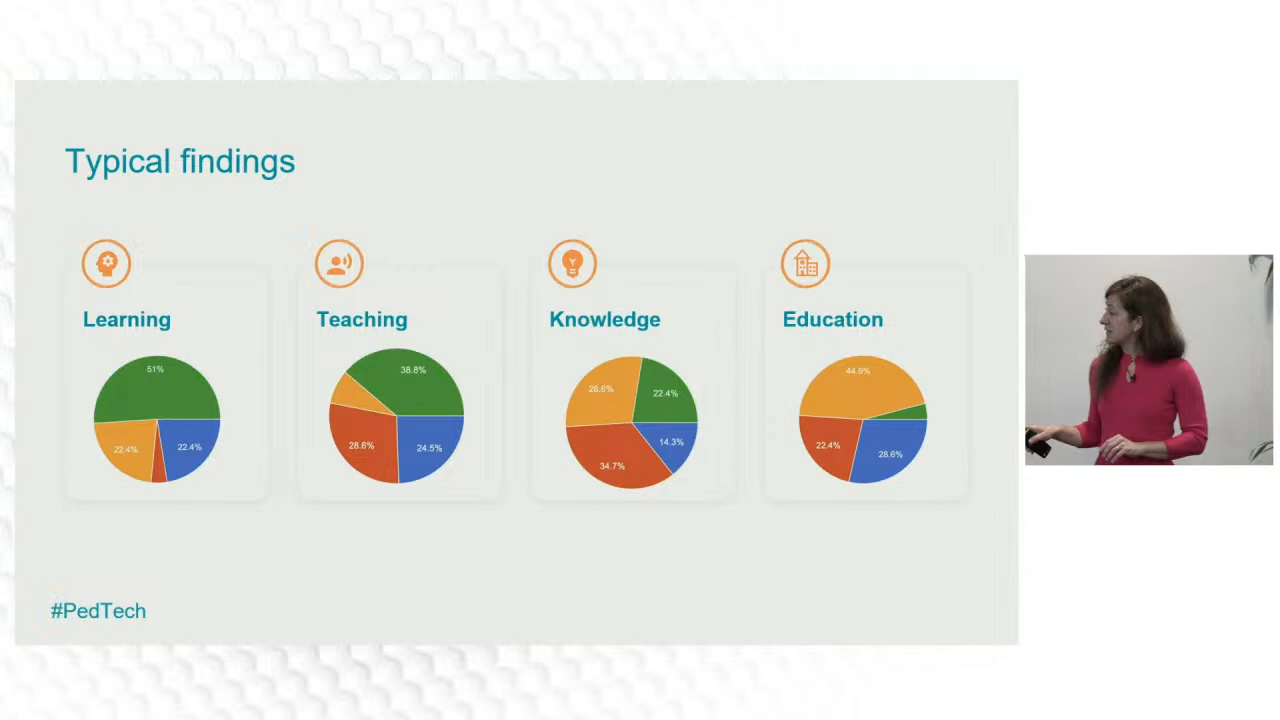 Typical findings
Learning
Teaching
Knowledge
Education
51%
22.4%
22.4%
38.8%
28.6%
24.5%
28.6%
22.4%
34.7%
14.3%
44.9%
22.4%
28.6%
#PedTech